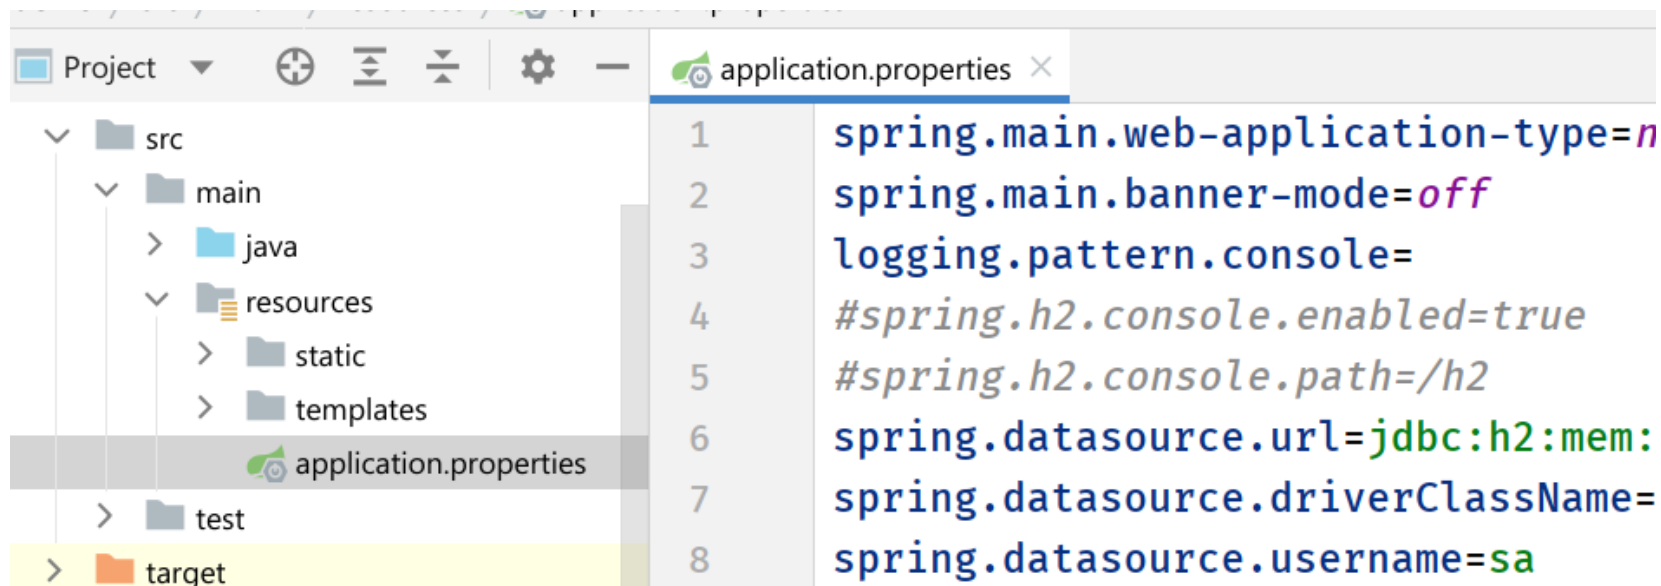 Project
application.properties
src
main
java
resources
static
templates
application.properties
test
target
1 spring.main.web-application-type=
2 spring.main.banner-mode=off
3 logging.pattern.console=
4 #spring.h2.console.enabled=true
5 #spring.h2.console.path=/h2
6 spring.datasource.url=jdbc:h2:mem:
7 spring.datasource.driverClassName=
8 spring.datasource.username=sa